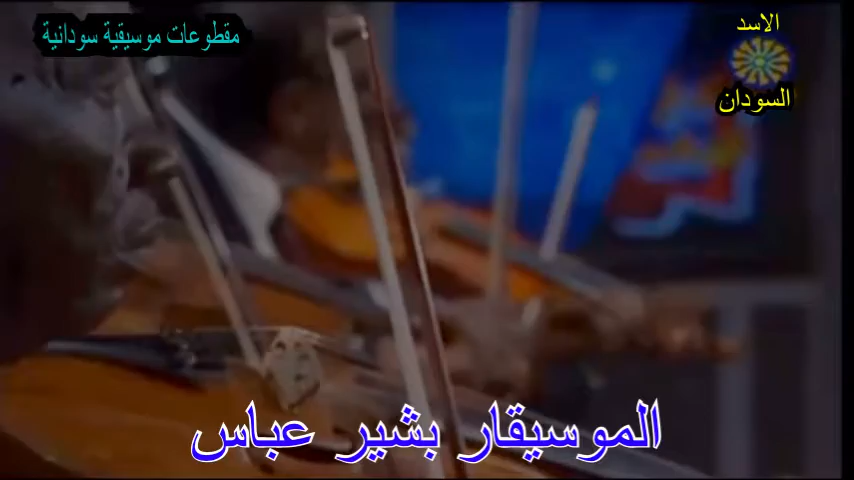 مقطوعات موسيقية سودانية
الاسد
السودان
الموسيقار بشير عباس